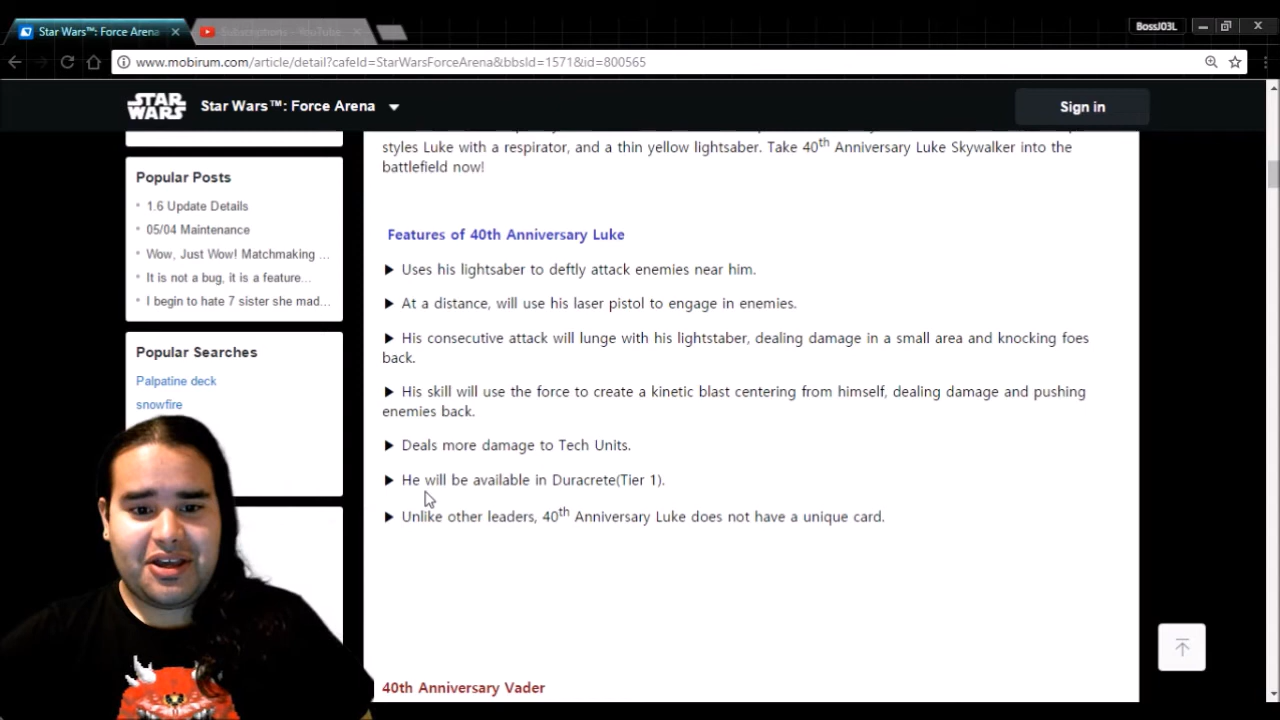 Star Wars™: Force Arena
Subscriptions - YouTube
BossJ03L
www.mobirum.com/article/detail?cafeId=StarWarsForceArena&bbsId=1571&id=800565
STAR WARS
Star Wars™: Force Arena
Sign in
styles Luke with a respirator, and a thin yellow lightsaber. Take 40th Anniversary Luke Skywalker into the
battlefield now!
Popular Posts
1.6 Update Details
05/04 Maintenance
Wow, Just Wow! Matchmaking ...
It is not a bug, it is a feature...
I begin to hate 7 sister she mad...
Popular Searches
Palpatine deck
snowfire
Features of 40th Anniversary Luke
▶ Uses his lightsaber to deftly attack enemies near him.
▶ At a distance, will use his laser pistol to engage in enemies.
▶ His consecutive attack will lunge with his lightstaber, dealing damage in a small area and knocking foes
back.
▶ His skill will use the force to create a kinetic blast centering from himself, dealing damage and pushing
enemies back.
▶ Deals more damage to Tech Units.
▶ He will be available in Duracrete(Tier 1).
▶ Unlike other leaders, 40th Anniversary Luke does not have a unique card.
40th Anniversary Vader